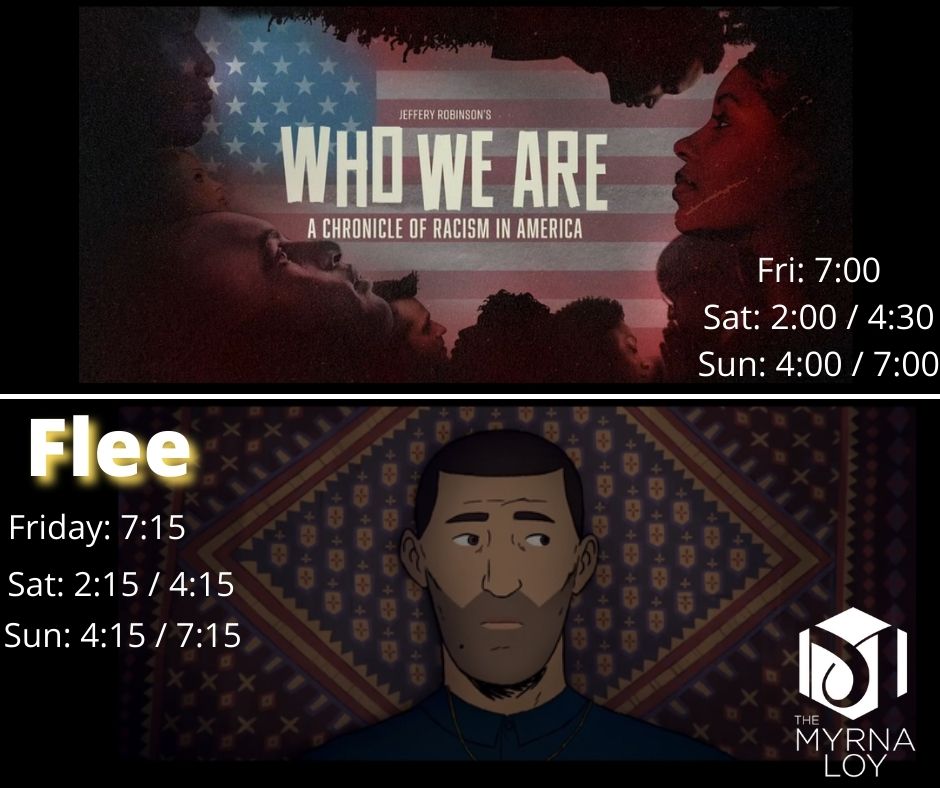 JEFFERY ROBINSON'S
WHO WE ARE
A CHRONICLE OF RACISM IN AMERICA
Fri: 7:00
Sat: 2:00 / 4:30
Sun: 4:00 / 7:00
Flee
Friday: 7:15
Sat: 2:15 / 4:15
Sun: 4:15 / 7:15
THE
MYRNA
LOY